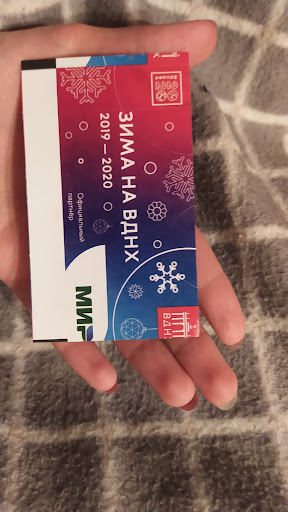 ЗИМА НА ВДНХ
2019 — 2020
Официальный
партнёр
МИР
ВДНХ